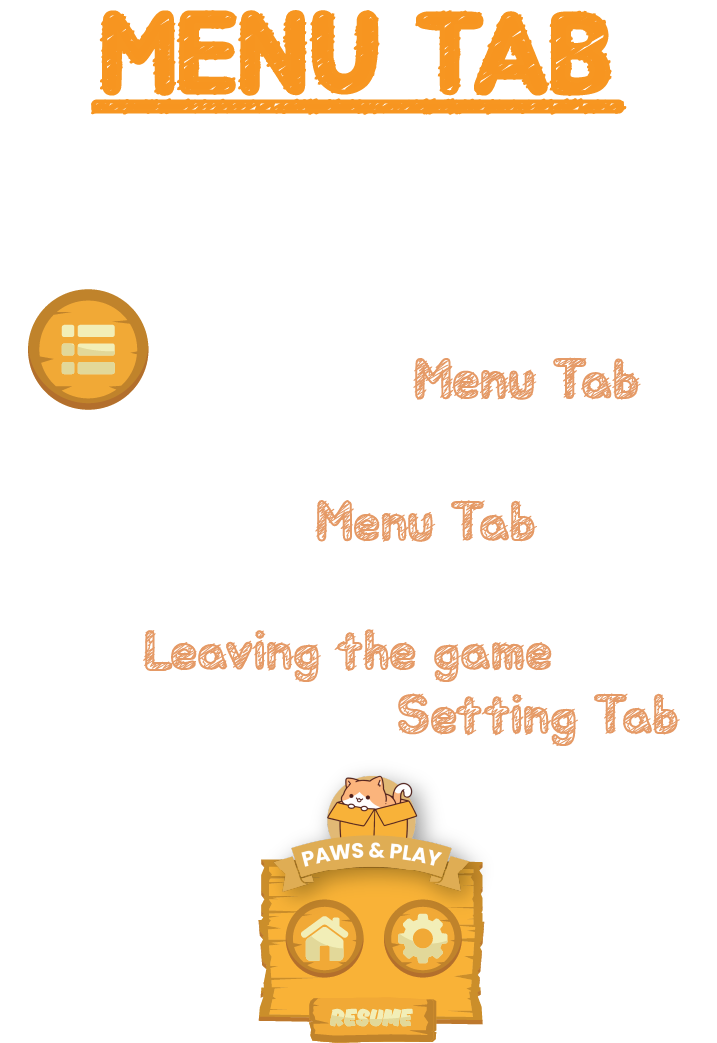 MENU TAB
Menu Tab
Menu Tab
Leaving the game
Setting Tab
PAWS & PLAY
RESUME